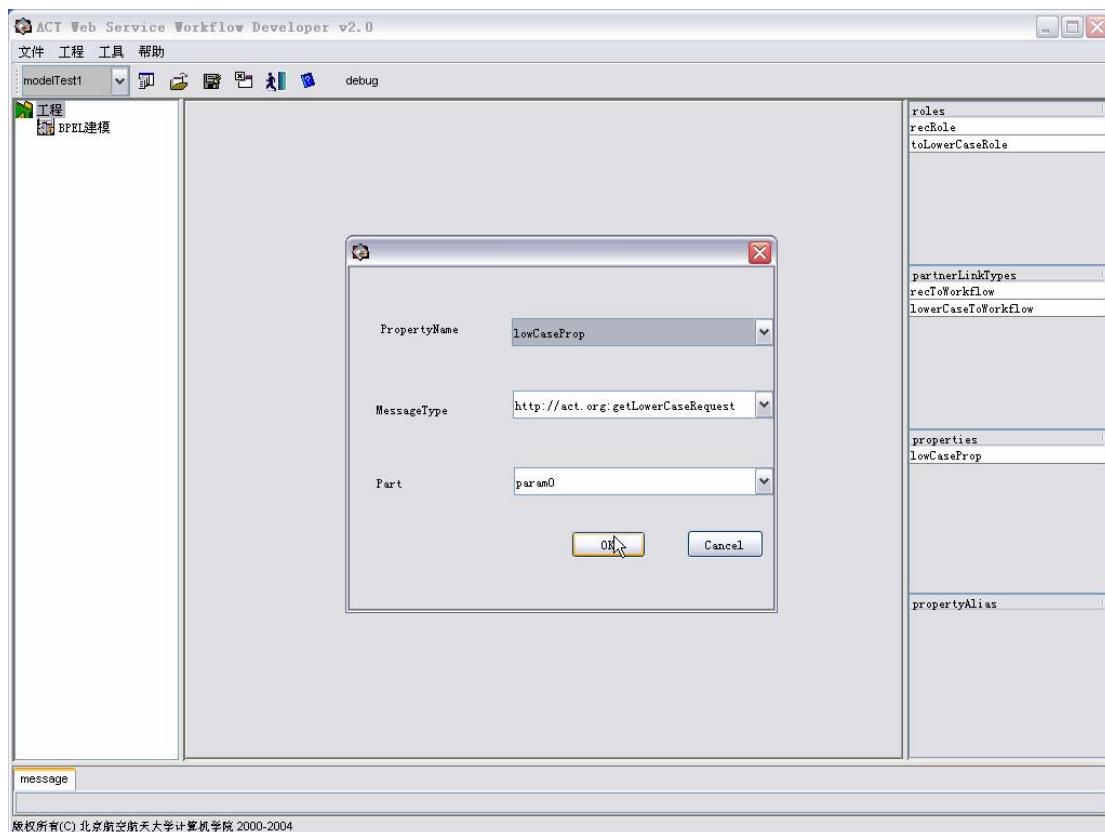 ACT Web Service Workflow Developer v2.0
文件 工程 工具 帮助
modelTest1 debug
工程
BPEL建模
roles
recRole
toLowerCaseRole
partnerLinkTypes
recToWorkflow
lowerCaseToWorkflow
properties
lowCaseProp
propertyAlias
PropertyName lowCaseProp
MessageType http://act.org:getLowerCaseRequest
Part param0
OK Cancel
message
版权所有(C) 北京航空航天大学计算机学院 2000-2004